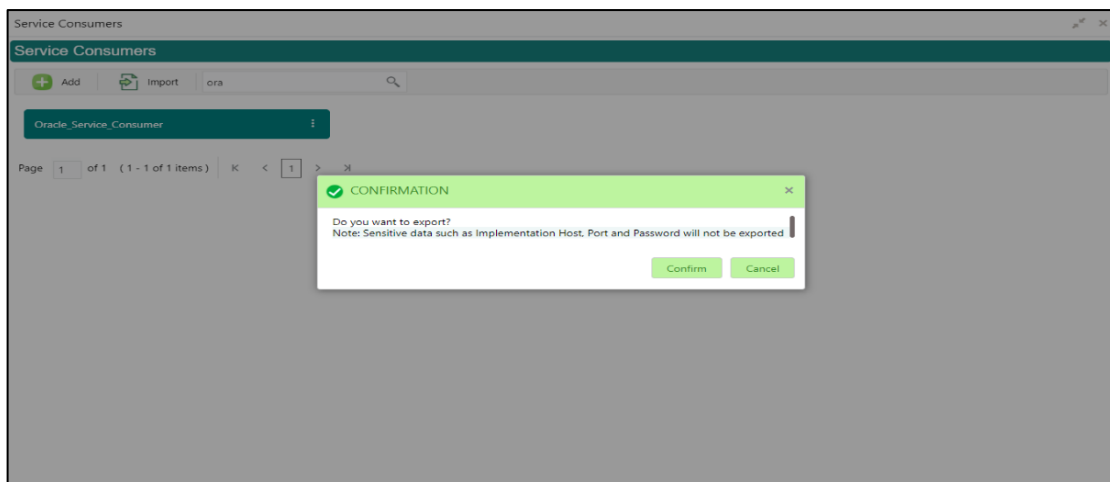 Service Consumers
Service Consumers
Add Import ora
Oracle_Service_Consumer
Page 1 of 1 ( 1 - 1 of 1 items ) 1
CONFIRMATION
Do you want to export?
Note: Sensitive data such as Implementation Host, Port and Password will not be exported
Confirm Cancel